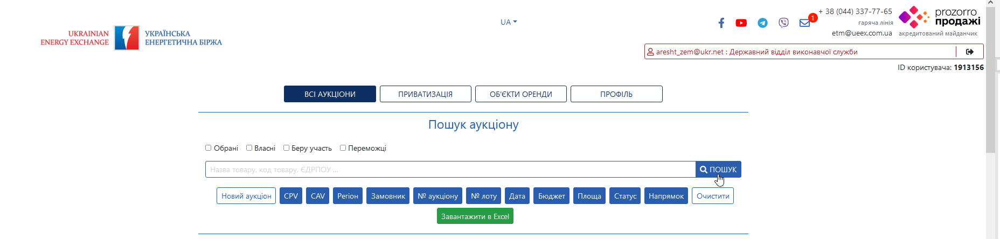 UKRAINIAN
ENERGY EXCHANGE
УКРАЇНСЬКА
ЕНЕРГЕТИЧНА БІРЖА
UA
1
+ 38 (044) 337-77-65
гаряча лінія
etm@ueex.com.ua
prozorro
продажі
акредитований майданчик
aresht_zem@ukr.net : Державний відділ виконавчої служби
ID користувача: 1913156
ВСІ АУКЦІОНИ ПРИВАТИЗАЦІЯ ОБ'ЄКТИ ОРЕНДИ ПРОФІЛЬ
Пошук аукціону
Обрані Власні Беру участь Переможці
Назва товару, код товару, ЄДРПОУ ... ПОШУК
Новий аукціон CPV CAV Регіон Замовник № аукціону № лоту Дата Бюджет Площа Статус Напрямок Очистити
Завантажити в Excel